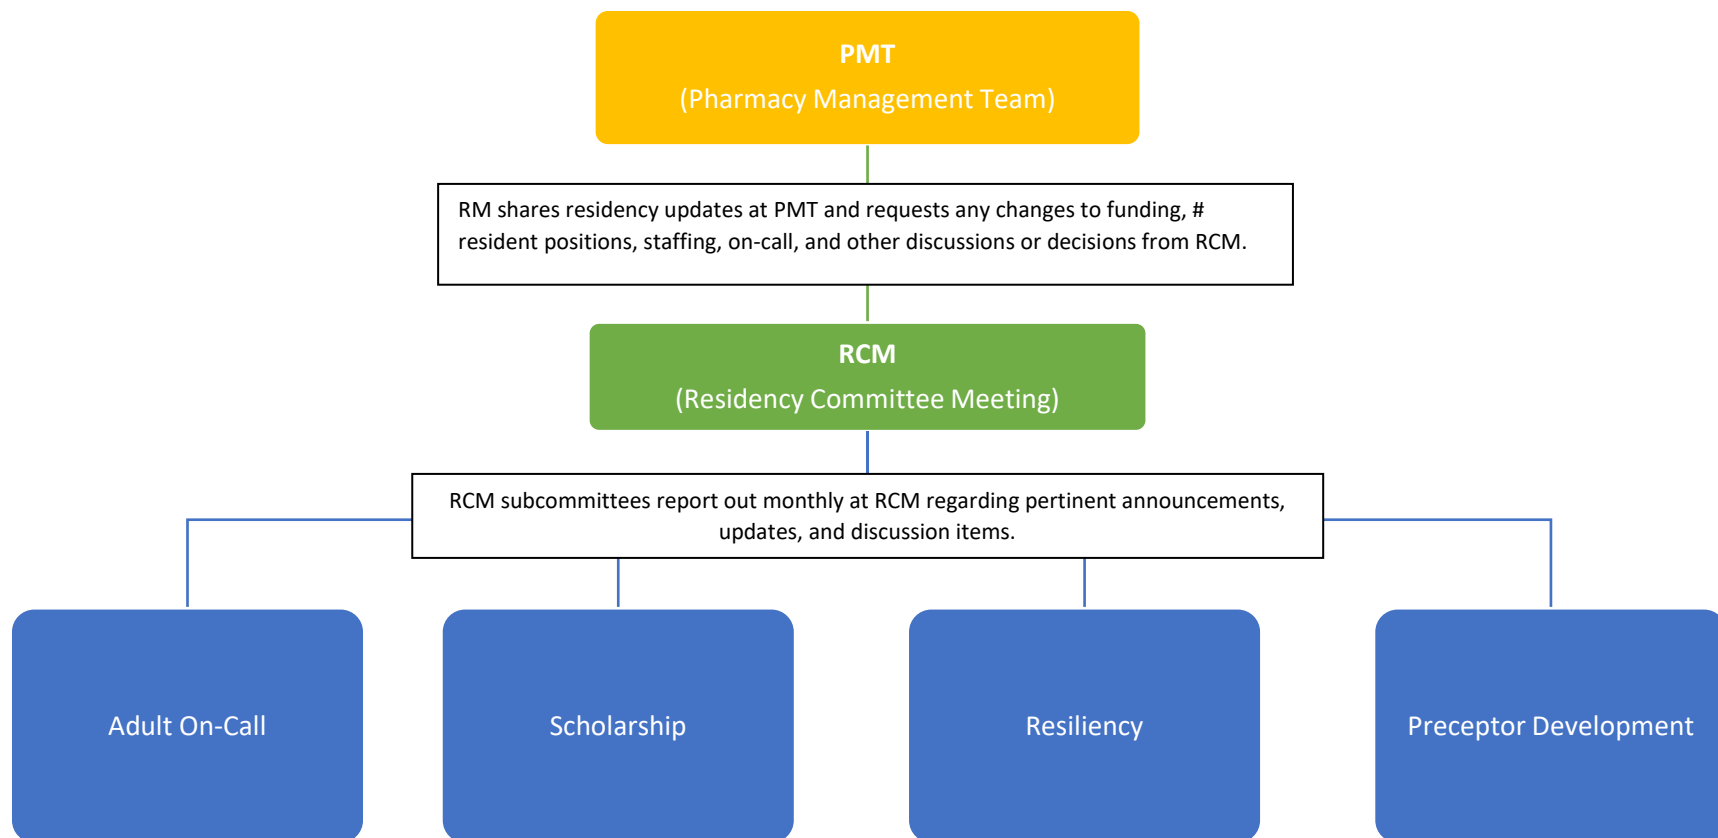 PMT
(Pharmacy Management Team)
RM shares residency updates at PMT and requests any changes to funding, #
resident positions, staffing, on-call, and other discussions or decisions from RCM.
RCM
(Residency Committee Meeting)
RCM subcommittees report out monthly at RCM regarding pertinent announcements,
updates, and discussion items.
Adult On-Call
Scholarship
Resiliency
Preceptor Development